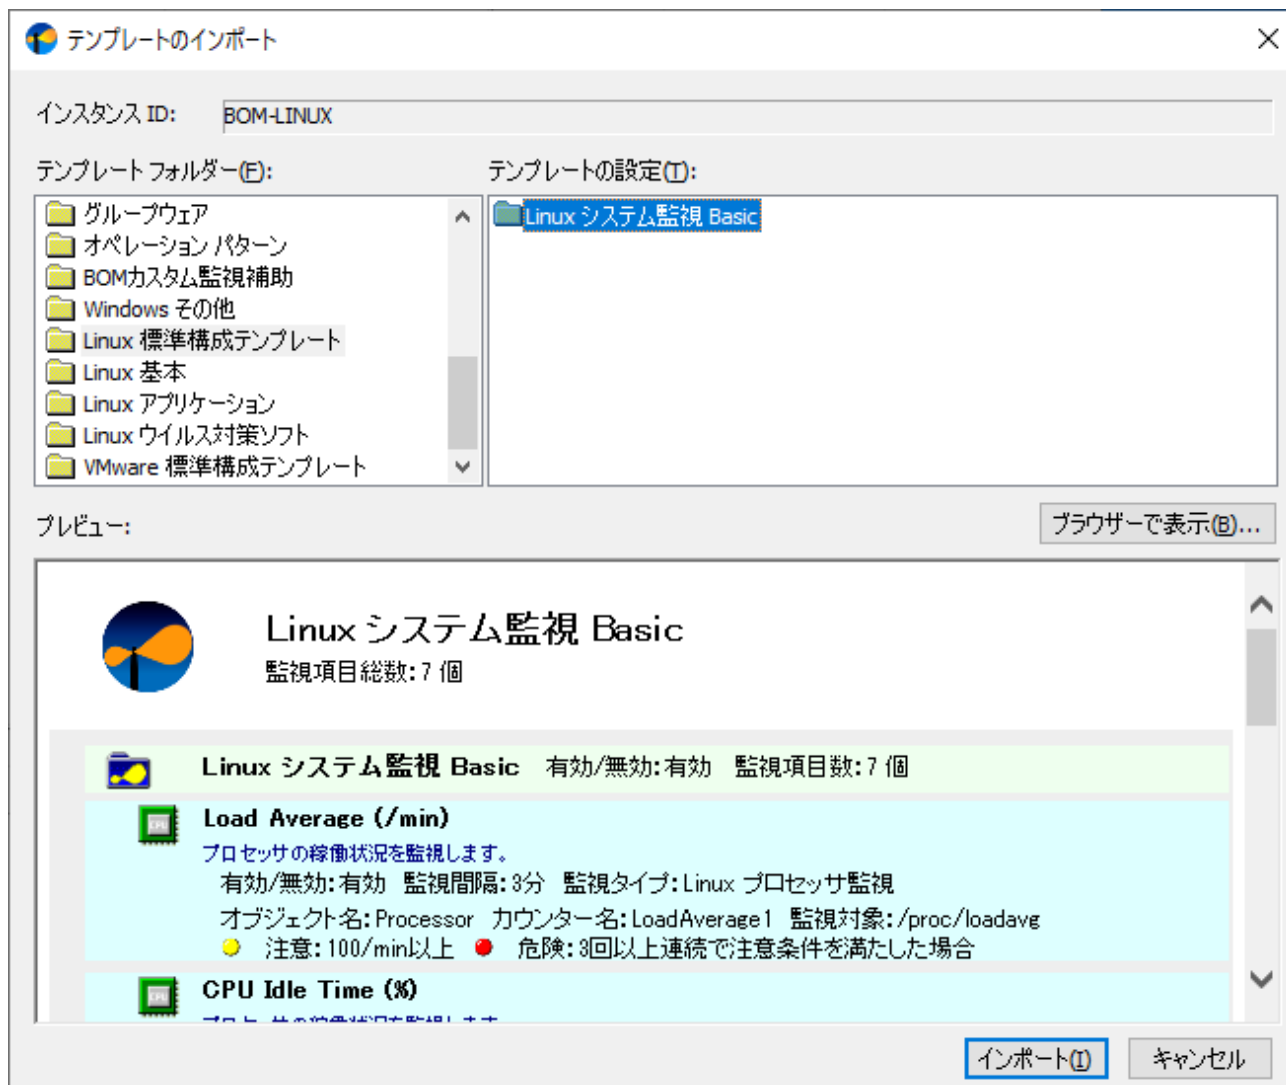 テンプレートのインポート
インスタンス ID: BOM-LINUX
テンプレート フォルダー(F):
テンプレートの設定(T):
グループウェア
オペレーション パターン
BOMカスタム監視補助
Windows その他
Linux 標準構成テンプレート
Linux 基本
Linux アプリケーション
Linux ウイルス対策ソフト
VMware 標準構成テンプレート
Linux システム監視 Basic
プレビュー:
ブラウザーで表示(B)...
Linux システム監視 Basic
監視項目総数:7 個
Linux システム監視 Basic 有効/無効:有効 監視項目数:7 個
Load Average (/min)
プロセッサの稼働状況を監視します。
有効/無効:有効 監視間隔:3分 監視タイプ:Linux プロセッサ監視
オブジェクト名:Processor カウンター名:LoadAverage1 監視対象:/proc/loadavg
注意:100/min以上 危険:3回以上連続で注意条件を満たした場合
CPU Idle Time (%)
インポート(I)
キャンセル